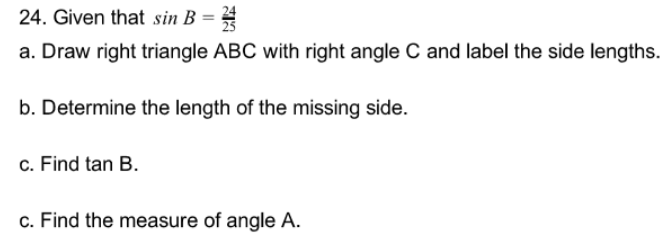 24. Given that sin B = 24/25
a. Draw right triangle ABC with right angle C and label the side lengths.
b. Determine the length of the missing side.
c. Find tan B.
c. Find the measure of angle A.